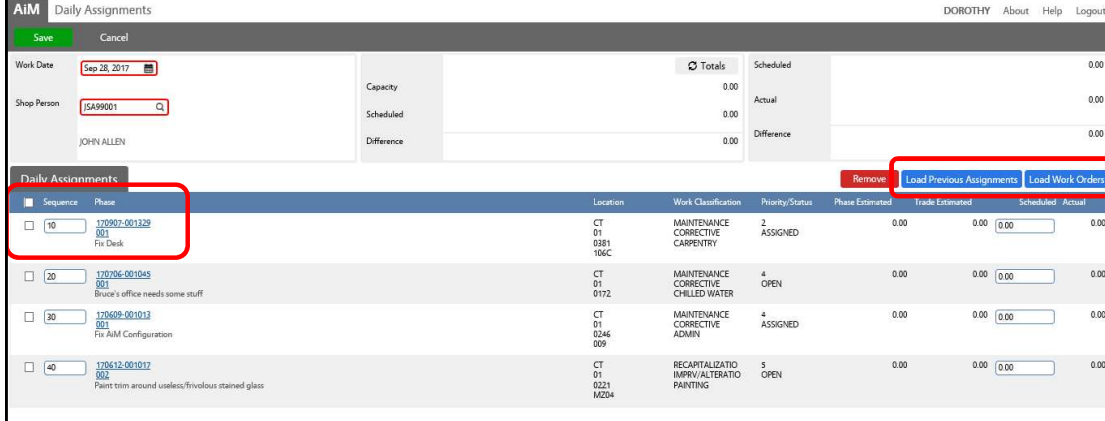 AiM Daily Assignments DOROTHY About Help Logout
Save Cancel
Work Date Sep 28, 2017 Totals Scheduled 0.00
Capacity 0.00
Shop Person JSA99001 Actual 0.00
Scheduled 0.00
JOHN ALLEN Difference 0.00 Difference 0.00
Daily Assignments Remove Load Previous Assignments Load Work Orders
Sequence Phase Location Work Classification Priority/Status Phase Estimated Trade Estimated Scheduled Actual
10 170907-001329 CT MAINTENANCE 2 0.00 0.00 0.00 0.00
001 01 CORRECTIVE ASSIGNED
Fix Desk 0381 CARPENTRY
106C
20 170706-001045 CT MAINTENANCE 4 0.00 0.00 0.00 0.00
001 01 CORRECTIVE OPEN
Bruce's office needs some stuff 0172 CHILLED WATER
30 170609-001013 CT MAINTENANCE 4 0.00 0.00 0.00 0.00
001 01 CORRECTIVE ASSIGNED
Fix AiM Configuration 0246 ADMIN
009
40 170612-001017 CT RECAPITALIZATIO 5 0.00 0.00 0.00 0.00
002 01 IMPRV/ALTERATIO OPEN
Paint trim around useless/frivolous stained glass 0221 PAINTING
MZ04